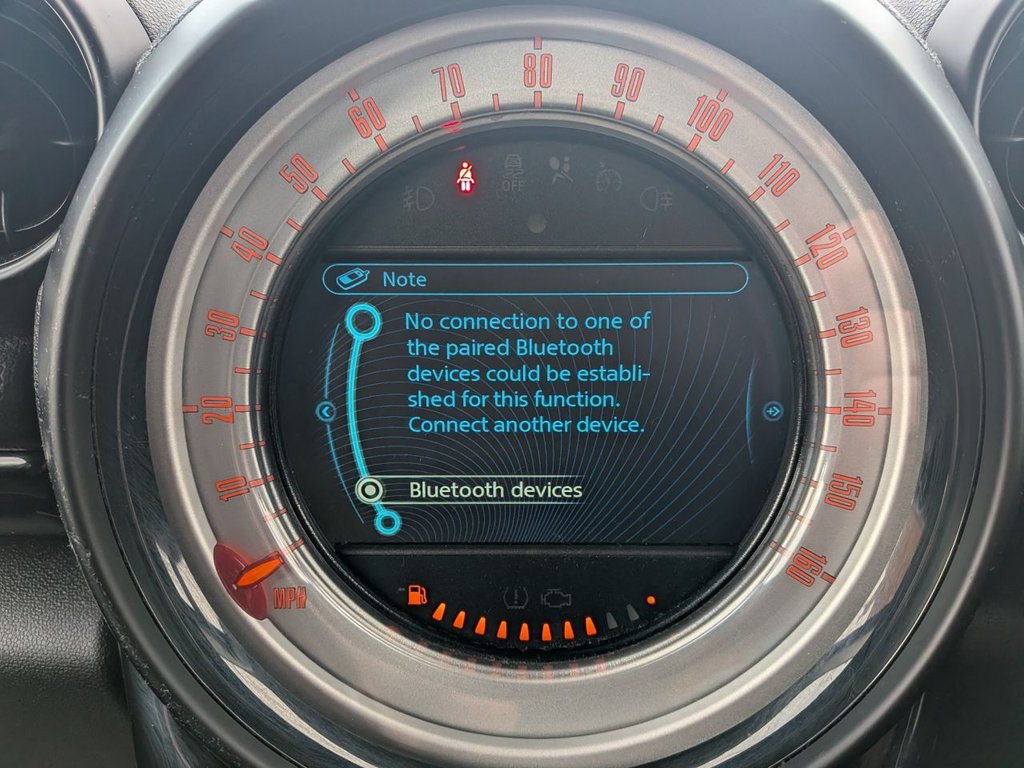 80
70
90
60
100
50
110
40
120
30
130
20
140
10
150
160
MPH
OFF
Note
No connection to one of
the paired Bluetooth
devices could be establi-
shed for this function.
Connect another device.
Bluetooth devices